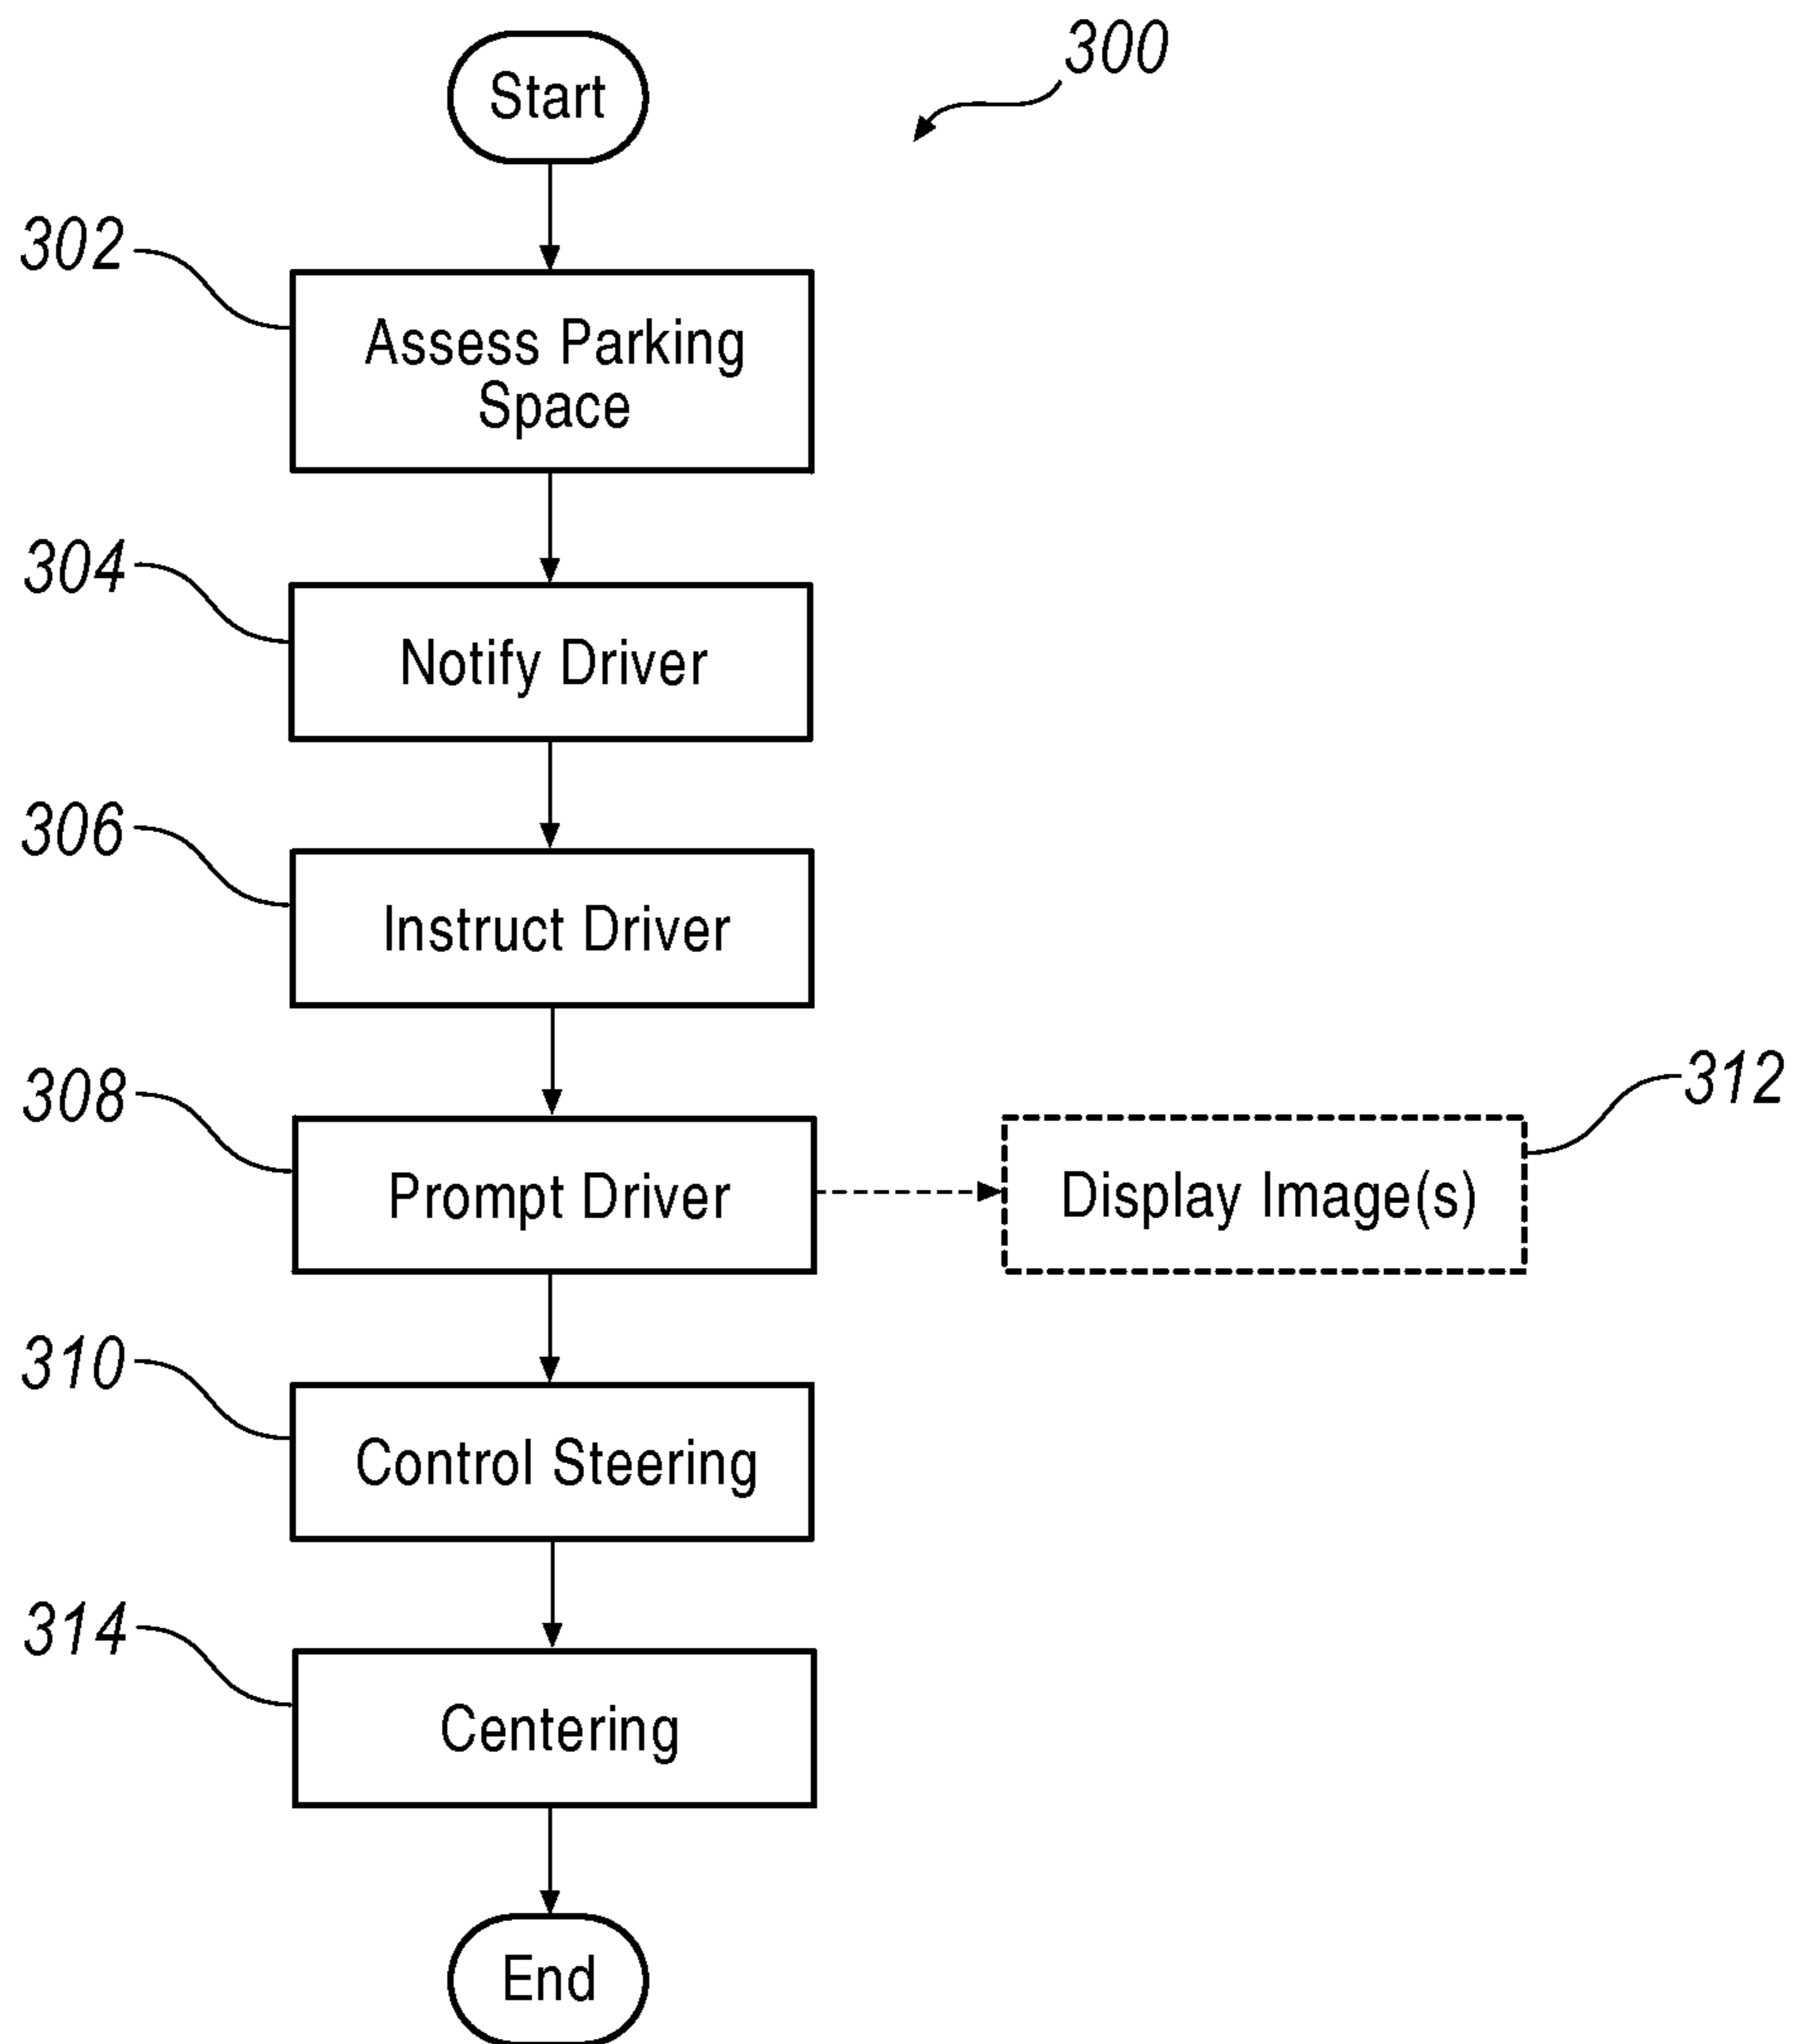 Start
300
302
Assess Parking
Space
304
Notify Driver
306
Instruct Driver
308
Prompt Driver
312
Display Image(s)
310
Control Steering
314
Centering
End